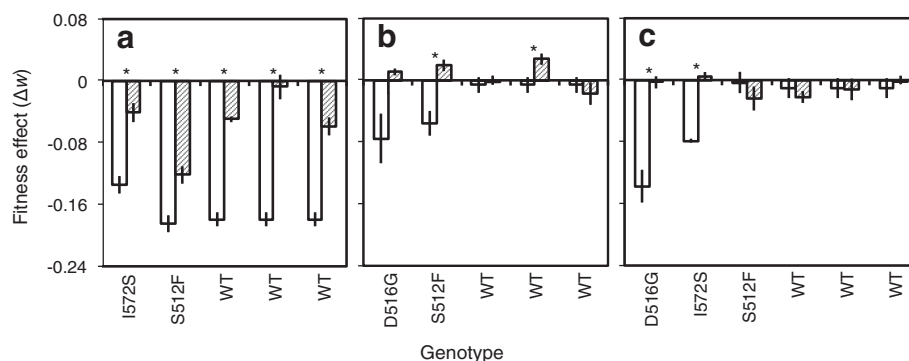 a b c
* * * * * * * * *
0.08
0
-0.08
-0.16
-0.24
Fitness effect (Δw)
I572S S512F WT WT WT D516G S512F WT WT WT D516G I572S S512F WT WT WT
Genotype